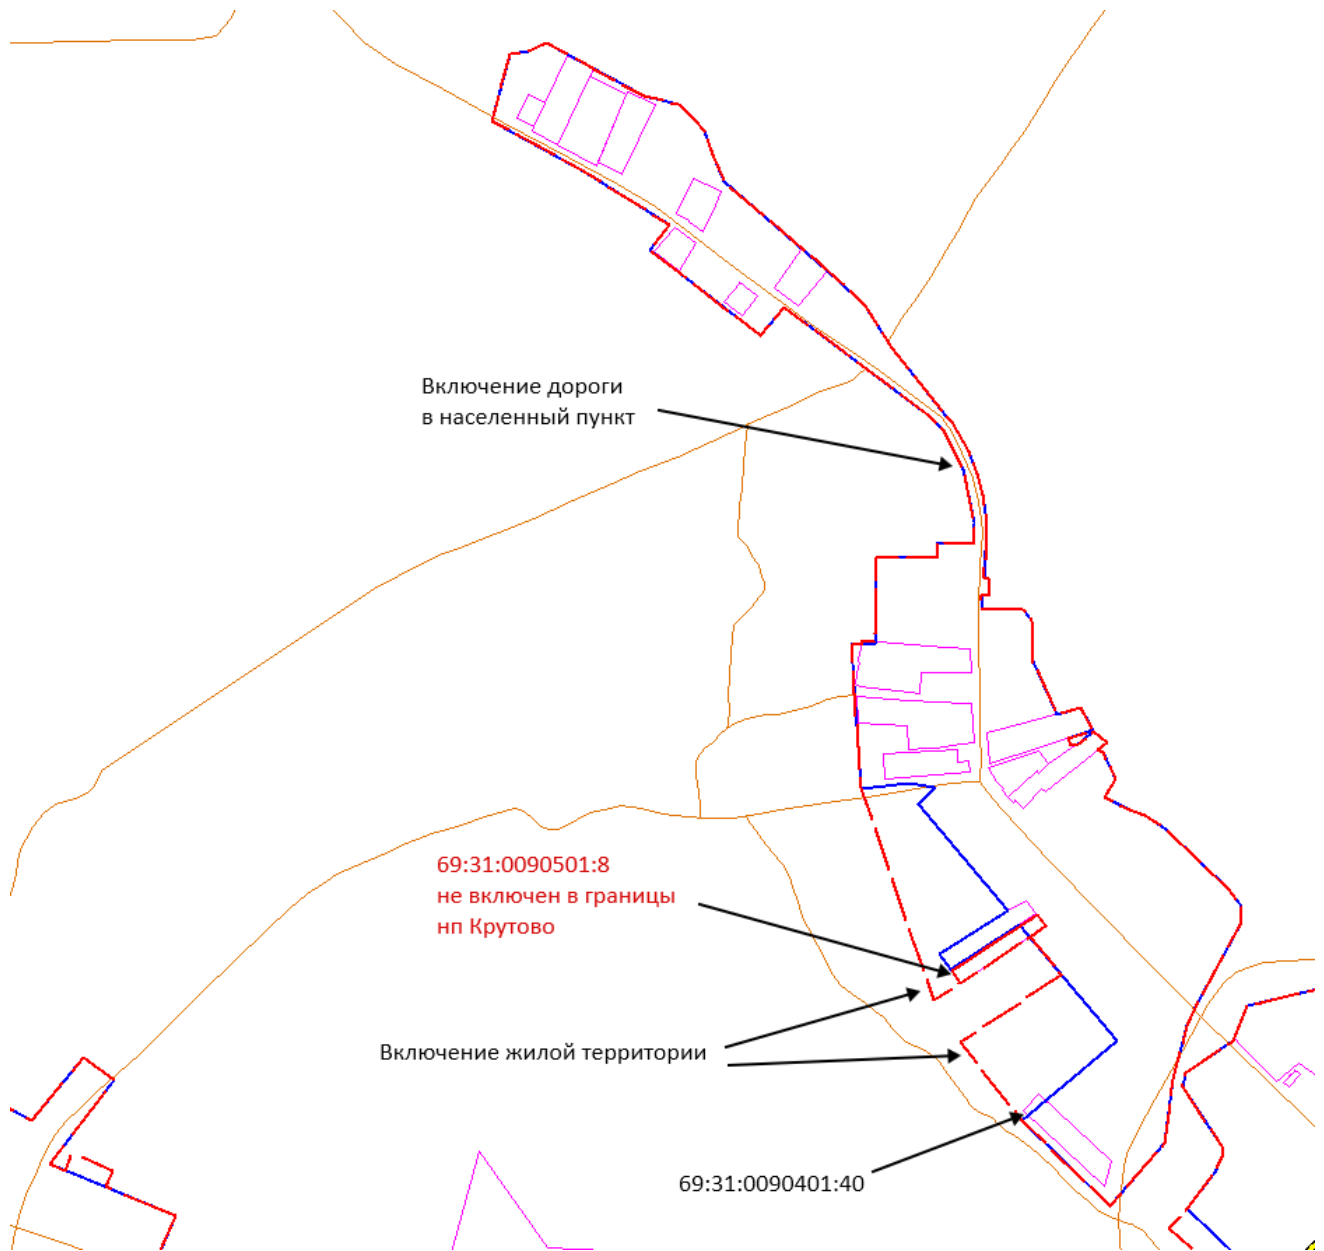 Включение дороги
в населенный пункт
69:31:0090501:8
не включен в границы
нп Крутово
Включение жилой территории
69:31:0090401:40